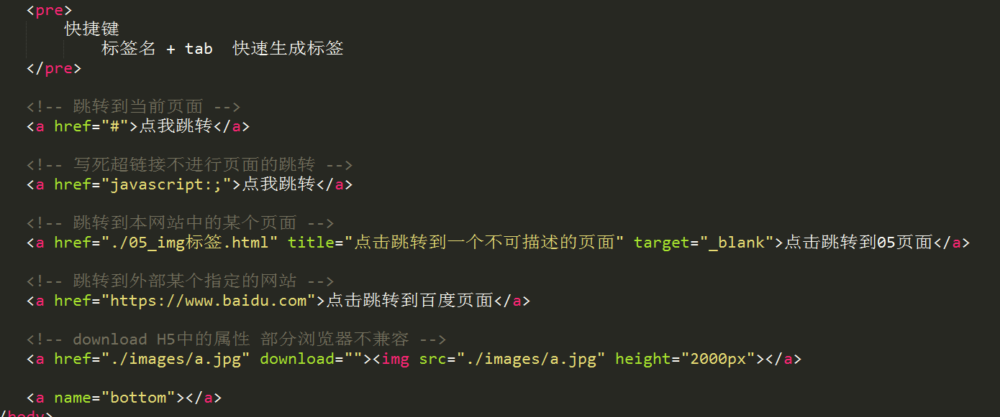 <pre>
快捷键
标签名 + tab  快速生成标签
</pre>
<!-- 跳转到当前页面 -->
<a href="#">点我跳转</a>
<!-- 写死超链接不进行页面的跳转 -->
<a href="javascript:;">点我跳转</a>
<!-- 跳转到本网站中的某个页面 -->
<a href="./05_img标签.html" title="点击跳转到一个不可描述的页面" target="_blank">点击跳转到05页面</a>
<!-- 跳转到外部某个指定的网站 -->
<a href="https://www.baidu.com">点击跳转到百度页面</a>
<!-- download H5中的属性 部分浏览器不兼容 -->
<a href="./images/a.jpg" download=""><img src="./images/a.jpg" height="2000px"></a>
<a name="bottom"></a>
/body>